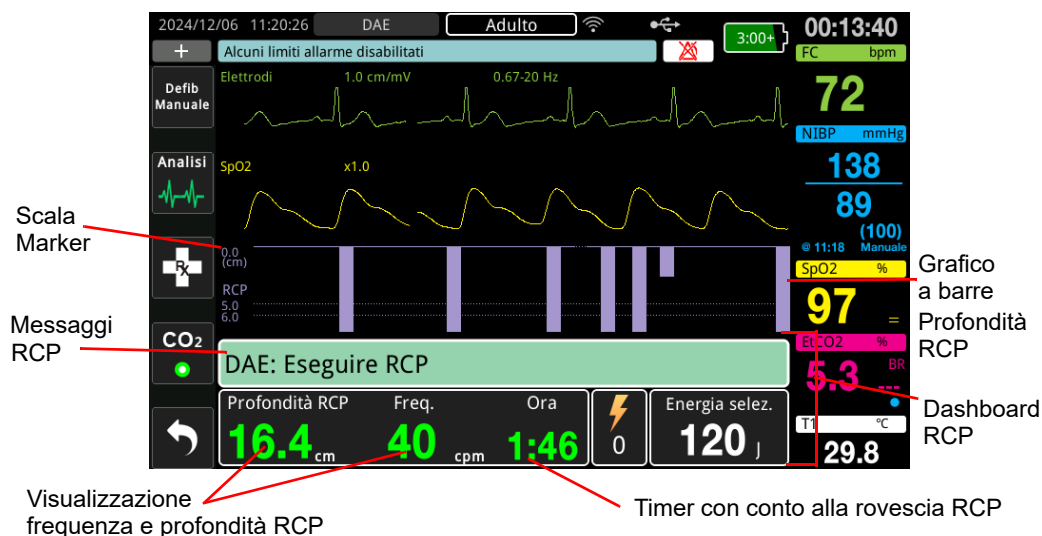 2024/12/06 11:20:26 DAE Adulto 3:00+ 00:13:40
Alcuni limiti allarme disabilitati
FC bpm
72
Defib
Manuale
Elettrodi 1.0 cm/mV 0.67-20 Hz
NIBP mmHg
138
89
(100)
@ 11:18 Manuale
Analisi
SpO2 x1.0
Scala
Marker
0.0
(cm)
RCP
5.0
6.0
Rx
SpO2 %
97 =
Grafico
a barre
Profondità
RCP
Messaggi
RCP
CO₂
DAE: Eseguire RCP
EtCO2 %
5.3 BR
---
Dashboard
RCP
Profondità RCP Freq. Ora
16.4 cm 40 cpm 1:46
0
Energia selez.
120 J
T1 °C
29.8
Visualizzazione
frequenza e profondità RCP
Timer con conto alla rovescia RCP